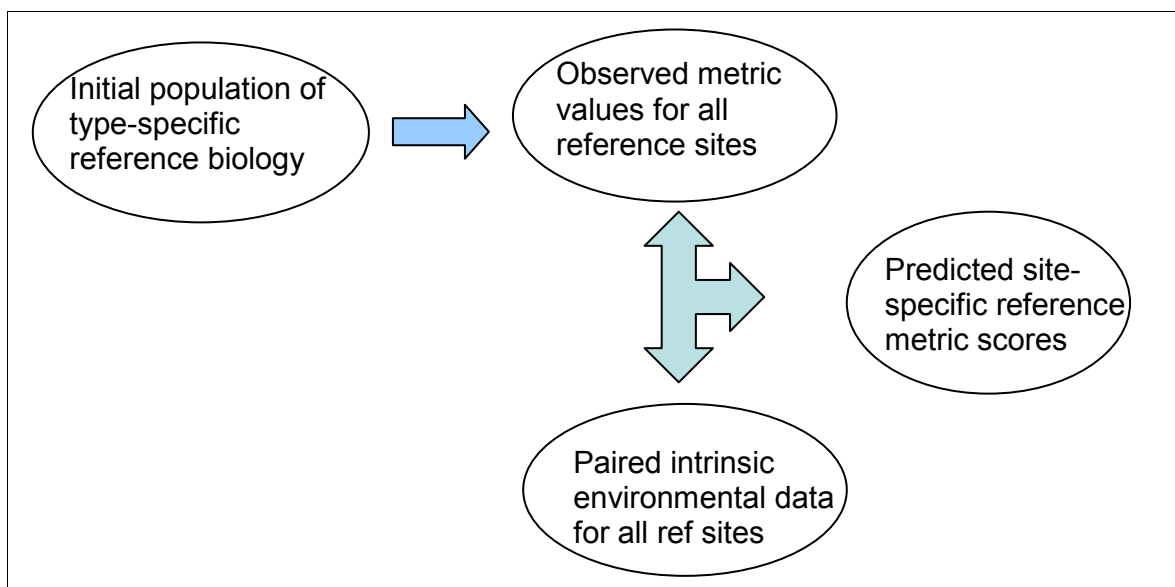 Initial population of
type-specific
reference biology
Observed metric
values for all
reference sites
Predicted site-
specific reference
metric scores
Paired intrinsic
environmental data
for all ref sites